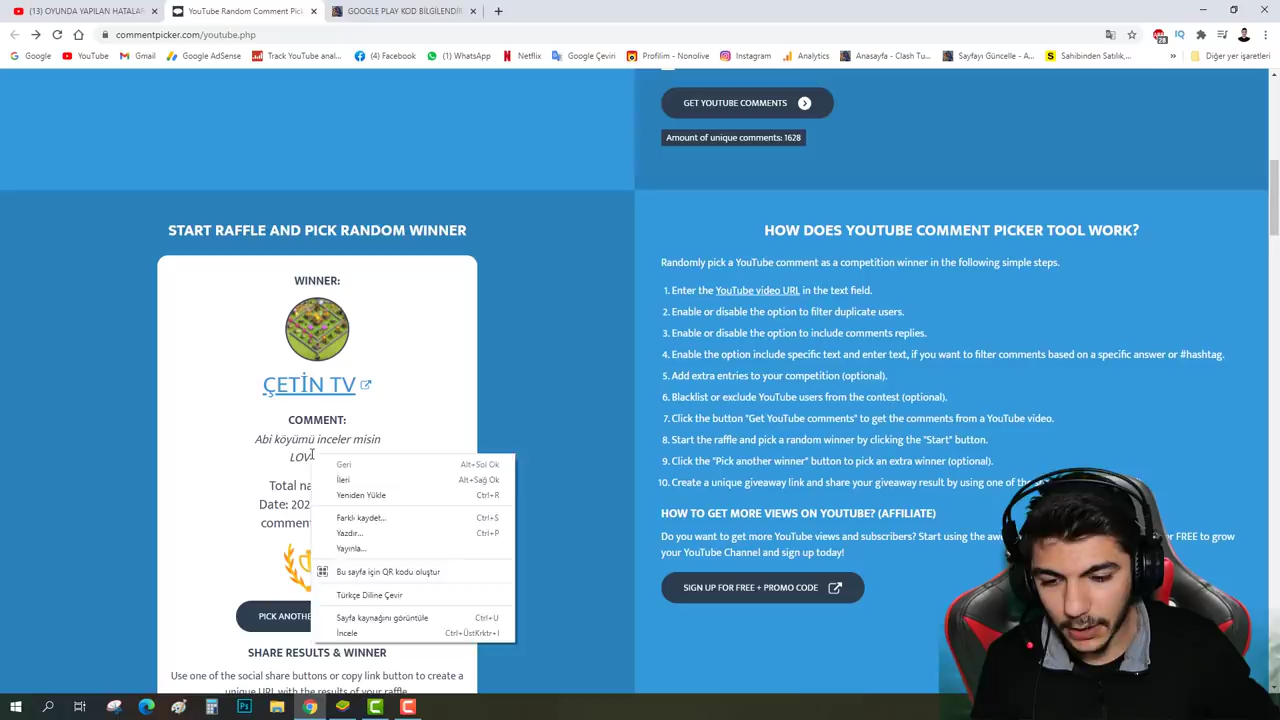 (13) OYUNDA YAPILAN HATALAR
YouTube Random Comment Pick
GOOGLE PLAY KOD BİLGİLENDİR
commentpicker.com/youtube.php
28
Google
YouTube
Gmail
Google AdSense
Track YouTube anal...
(4) Facebook
(1) WhatsApp
Netflix
Google Çeviri
Profilim - Nonolive
Instagram
Analytics
Anasayfa - Clash Tu...
Sayfayı Güncelle - A...
Sahibinden Satılık,...
Diğer yer işaretleri
GET YOUTUBE COMMENTS
Amount of unique comments: 1628
START RAFFLE AND PICK RANDOM WINNER
WINNER:
ÇETİN TV
COMMENT:
Abi köyümü inceler misin
LOV
Total na
Date: 202
comment
PICK ANOTHE
SHARE RESULTS & WINNER
Use one of the social share buttons or copy link button to create a
unique URL with the results of your raffle
Geri Alt+Sol Ok
İleri Alt+Sağ Ok
Yeniden Yükle Ctrl+R
Farklı kaydet... Ctrl+S
Yazdır... Ctrl+P
Yayınla...
Bu sayfa için QR kodu oluştur
Türkçe Diline Çevir
Sayfa kaynağını görüntüle Ctrl+U
İncele Ctrl+ÜstKrktr+I
HOW DOES YOUTUBE COMMENT PICKER TOOL WORK?
Randomly pick a YouTube comment as a competition winner in the following simple steps.
1. Enter the YouTube video URL in the text field.
2. Enable or disable the option to filter duplicate users.
3. Enable or disable the option to include comments replies.
4. Enable the option include specific text and enter text, if you want to filter comments based on a specific answer or #hashtag.
5. Add extra entries to your competition (optional).
6. Blacklist or exclude YouTube users from the contest (optional).
7. Click the button "Get YouTube comments" to get the comments from a YouTube video.
8. Start the raffle and pick a random winner by clicking the "Start" button.
9. Click the "Pick another winner" button to pick an extra winner (optional).
10. Create a unique giveaway link and share your giveaway result by using one of the
HOW TO GET MORE VIEWS ON YOUTUBE? (AFFILIATE)
Do you want to get more YouTube views and subscribers? Start using the aw r FREE to grow
your YouTube Channel and sign up today!
SIGN UP FOR FREE + PROMO CODE